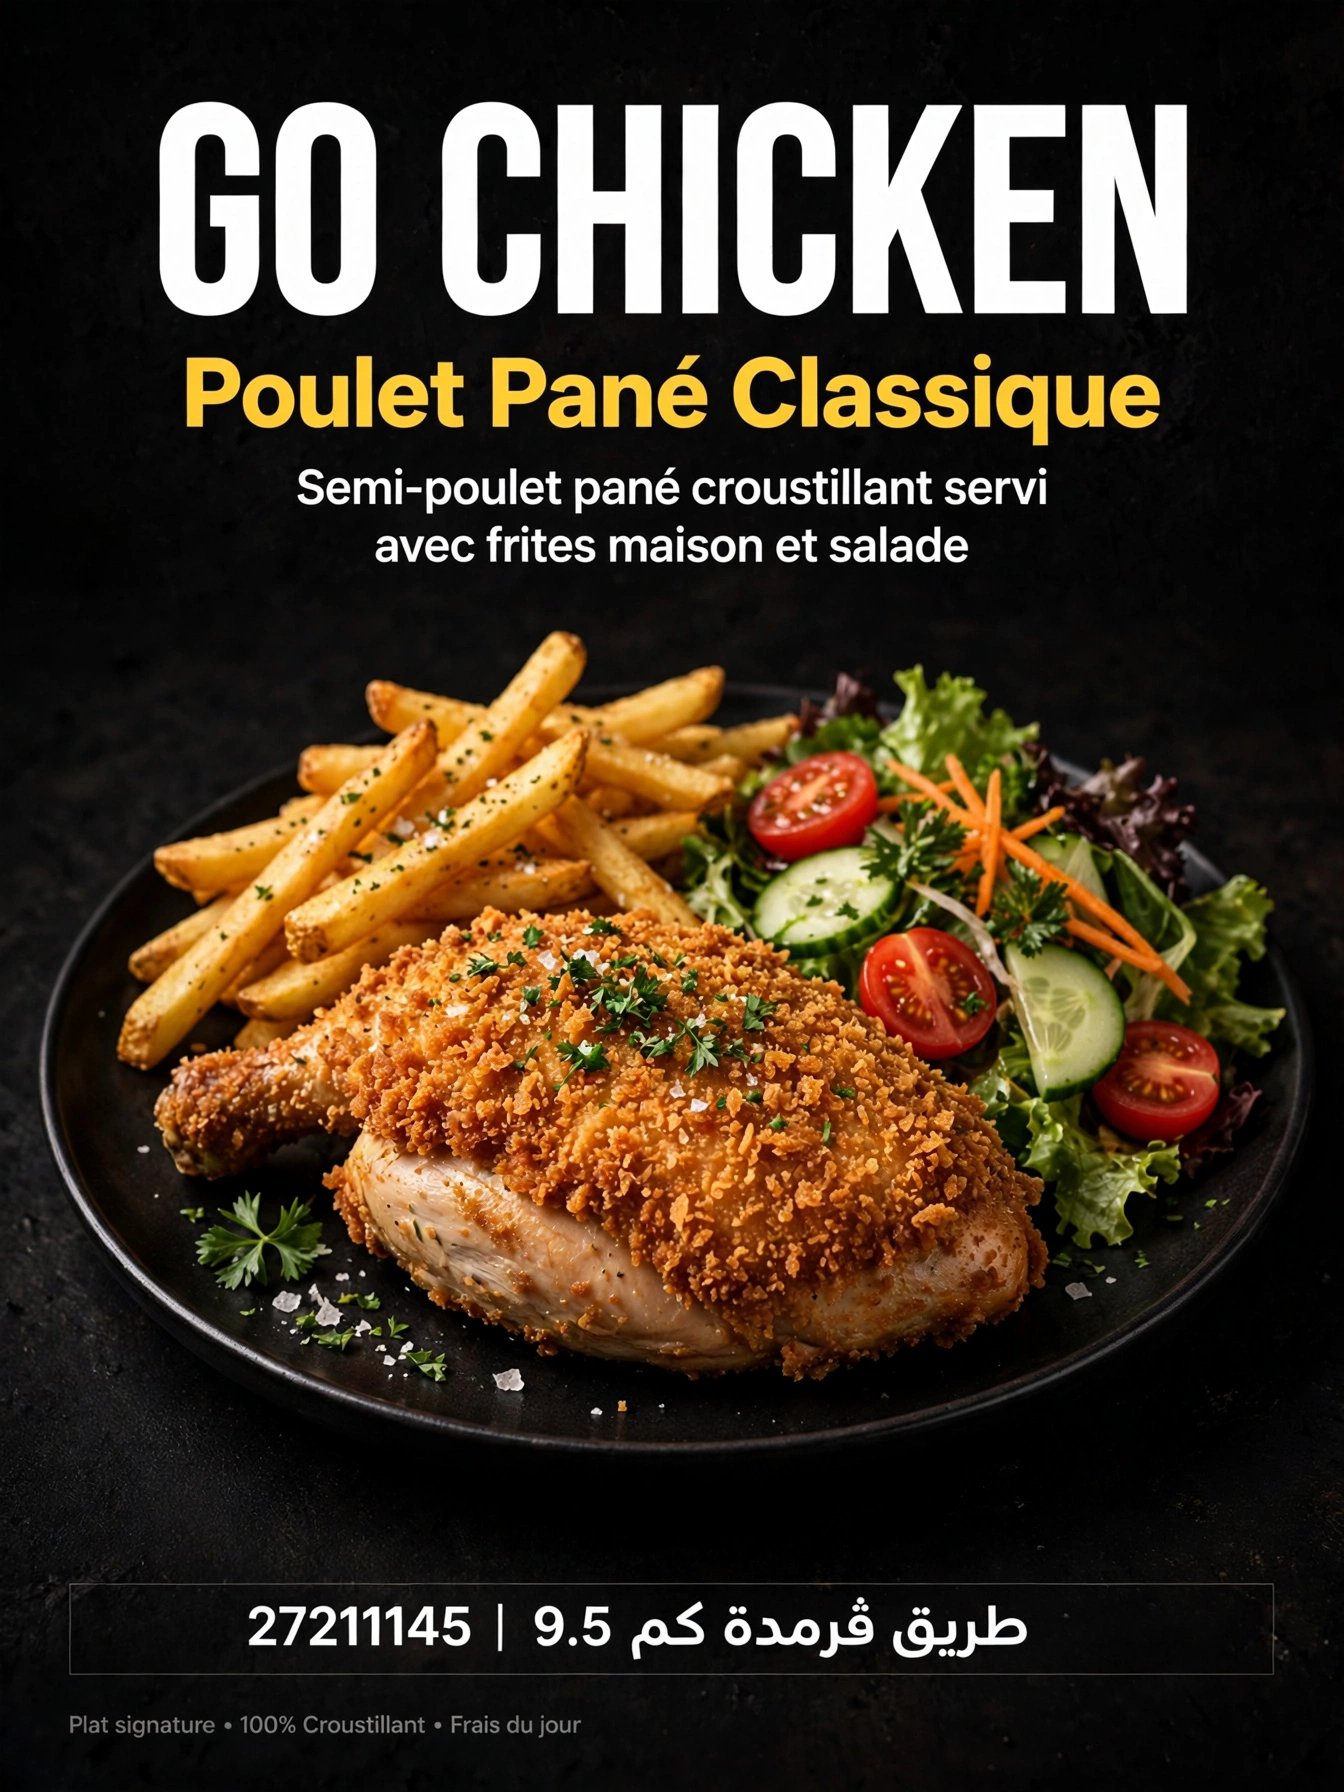 GO CHICKEN
Poulet Pané Classique
Semi-poulet pané croustillant servi
avec frites maison et salade
طريق ڨرمدة كم 9.5 | 27211145
Plat signature • 100% Croustillant • Frais du jour